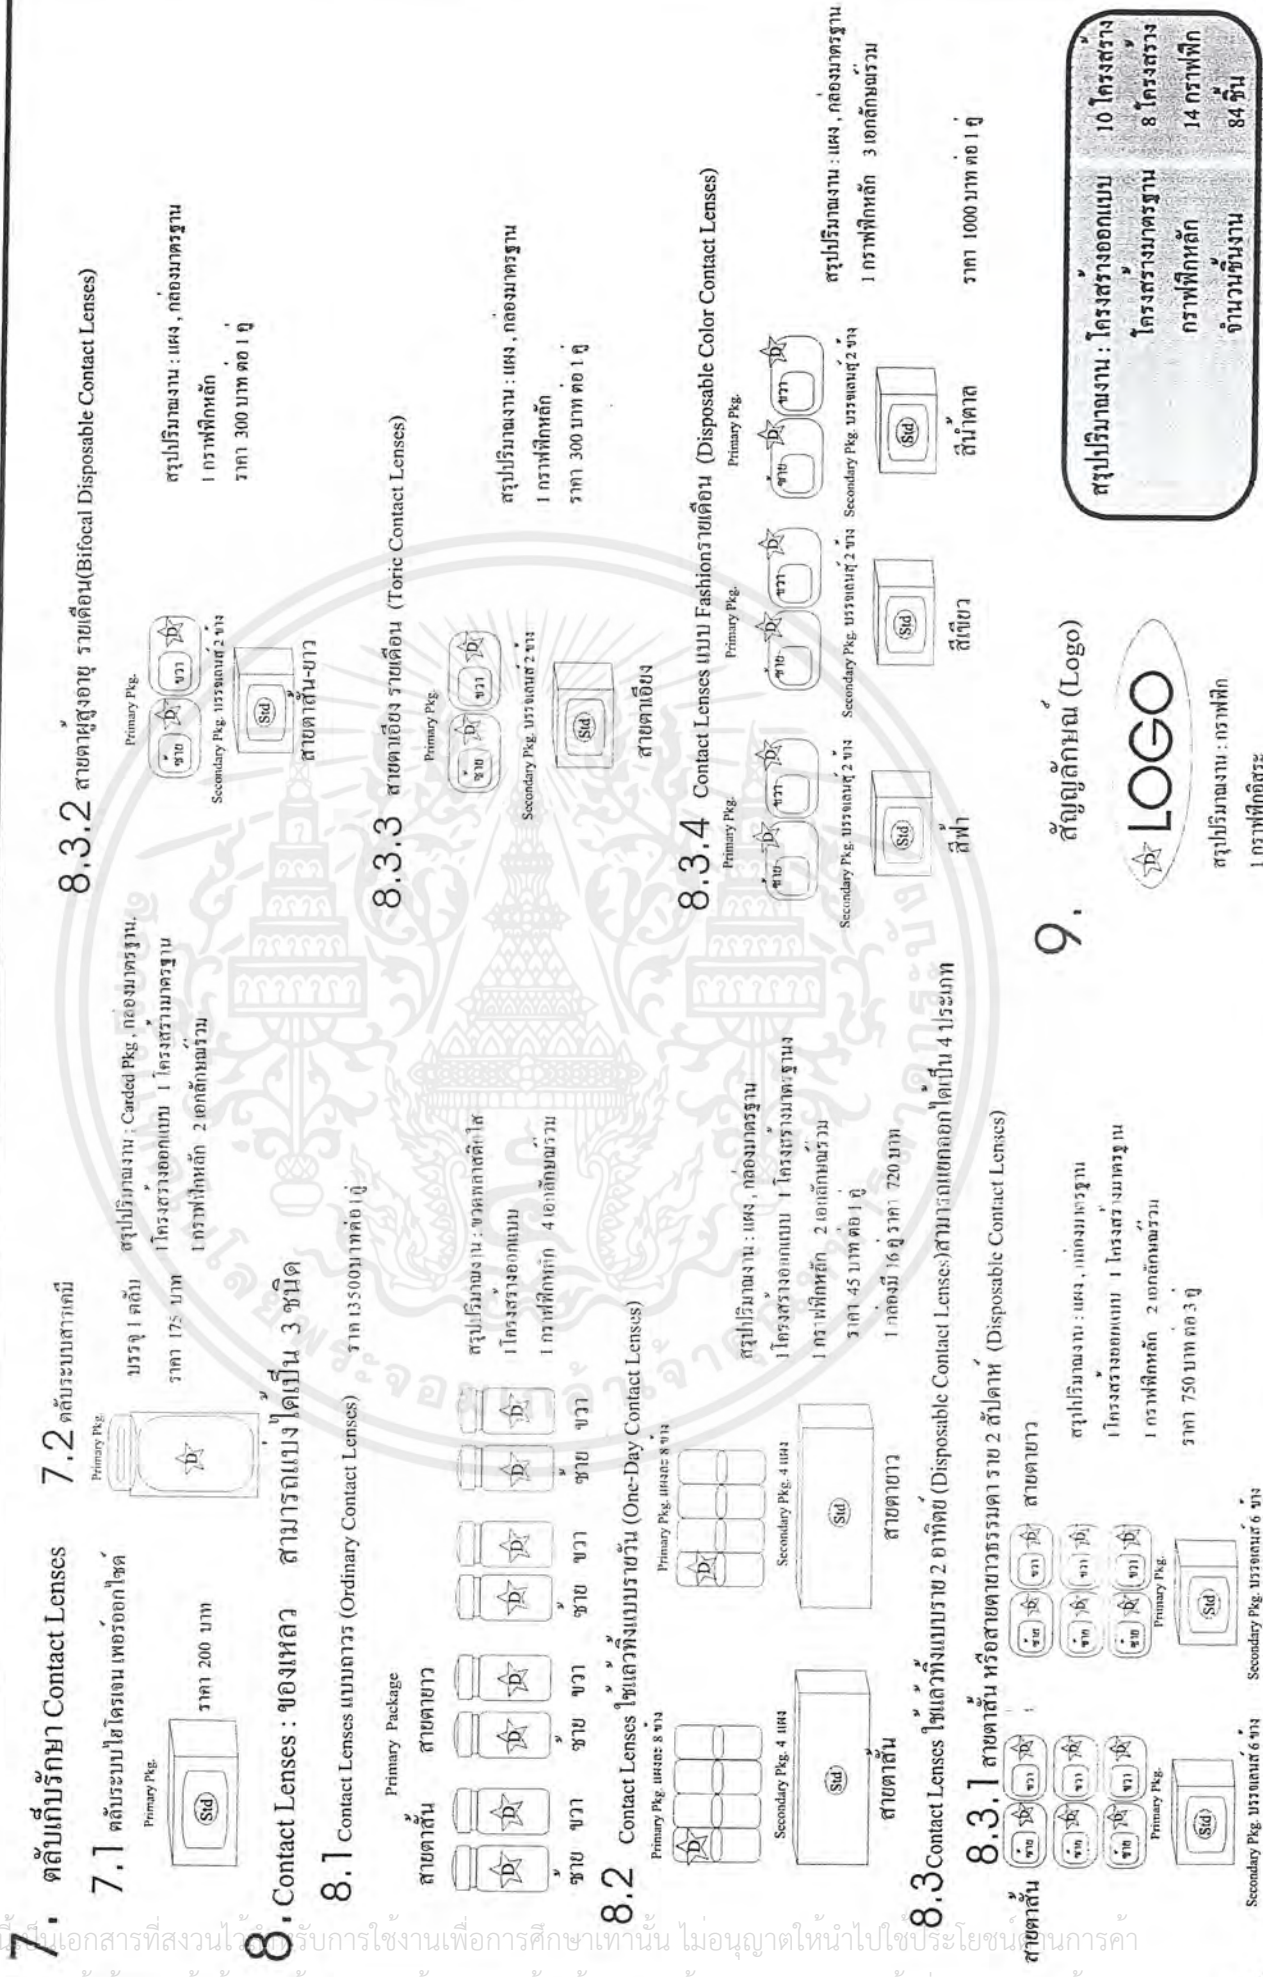 7. ตลับเก็บรักษา Contact Lenses
7.1 ตลับระบบไฮโดรเจน เพอร์ออกไซด์
Primary Pkg.
Std
ราคา 200 บาท
7.2 ตลับระบบสารเคมี
Primary Pkg.
D
บรรจุ 1 ตลับ
ราคา 175 บาท
สรุปปริมาณงาน : Carded Pkg , กล่องมาตรฐาน.
1 โครงสร้างออกแบบ 1 โครงสร้างมาตรฐาน
1 กราฟฟิกหลัก 2 เอกลักษณ์ร่วม
8. Contact Lenses : ของเหลว สามารถแบ่งได้เป็น 3 ชนิด
8.1 Contact Lenses แบบถาวร (Ordinary Contact Lenses)
ราคา 13500บาทต่อ 1 คู่
Primary Package
สายตาสั้น สายตายาว
D D D D D D D D
ซ้าย ขวา ซ้าย ขวา ซ้าย ขวา ซ้าย ขวา
สรุปปริมาณงาน : ขวดพลาสติกใส
1 โครงสร้างออกแบบ
1 กราฟฟิกหลัก 4 เอกลักษณ์ร่วม
8.2 Contact Lenses ใช้แล้วทิ้งแบบรายวัน (One-Day Contact Lenses)
Primary Pkg. แผงละ 8 ข้าง Primary Pkg. แผงละ 8 ข้าง
D D
Secondary Pkg. 4 แผง Secondary Pkg. 4 แผง
Std Std
สายตาสั้น สายตายาว
สรุปปริมาณงาน : แผง , กล่องมาตรฐาน
1 โครงสร้างออกแบบ 1 โครงสร้างมาตรฐานง
1 กราฟฟิกหลัก 2 เอกลักษณ์ร่วม
ราคา 45 บาท ต่อ 1 คู่
1 กล่องมี 16 คู่ ราคา 720 บาท
8.3 Contact Lenses ใช้แล้วทิ้งแบบราย 2 อาทิตย์ (Disposable Contact Lenses)สามารถแยกออกได้เป็น 4 ประเภท
8.3.1 สายตาสั้น หรือสายตายาวธรรมดา ราย 2 สัปดาห์ (Disposable Contact Lenses)
สายตาสั้น สายตายาว
ซ้าย D ขวา D ซ้าย D ขวา D
ซ้าย D ขวา D ซ้าย D ขวา D
ซ้าย D ขวา D ซ้าย D ขวา D
Primary Pkg. Primary Pkg.
Std Std
Secondary Pkg. บรรจุเลนส์ 6 ข้าง Secondary Pkg. บรรจุเลนส์ 6 ข้าง
สรุปปริมาณงาน : แผง , กล่องมาตรฐาน
1 โครงสร้างออกแบบ 1 โครงสร้างมาตรฐาน
1 กราฟฟิกหลัก 2 เอกลักษณ์ร่วม
ราคา 750 บาท ต่อ 3 คู่
8.3.2 สายตาผู้สูงอายุ รายเดือน(Bifocal Disposable Contact Lenses)
Primary Pkg.
ซ้าย D ขวา D
Secondary Pkg. บรรจุเลนส์ 2 ข้าง
Std
สายตาสั้น-ยาว
สรุปปริมาณงาน : แผง , กล่องมาตรฐาน
1 กราฟฟิกหลัก
ราคา 300 บาท ต่อ 1 คู่
8.3.3 สายตาเอียง รายเดือน (Toric Contact Lenses)
Primary Pkg.
ซ้าย D ขวา D
Secondary Pkg. บรรจุเลนส์ 2 ข้าง
Std
สายตาเอียง
สรุปปริมาณงาน : แผง , กล่องมาตรฐาน
1 กราฟฟิกหลัก
ราคา 300 บาท ต่อ 1 คู่
8.3.4 Contact Lenses แบบ Fashionรายเดือน (Disposable Color Contact Lenses)
Primary Pkg. Primary Pkg. Primary Pkg.
ซ้าย D ขวา D ซ้าย D ขวา D ซ้าย D ขวา D
Secondary Pkg. บรรจุเลนส์ 2 ข้าง Secondary Pkg. บรรจุเลนส์ 2 ข้าง Secondary Pkg. บรรจุเลนส์ 2 ข้าง
Std Std Std
สีฟ้า สีเขียว สีน้ำตาล
สรุปปริมาณงาน : แผง , กล่องมาตรฐาน
1 กราฟฟิกหลัก 3 เอกลักษณ์ร่วม
ราคา 1000 บาท ต่อ 1 คู่
9. สัญญลักษณ์ (Logo)
D LOGO
สรุปปริมาณงาน : กราฟฟิก
1 กราฟฟิกอิสระ
สรุปปริมาณงาน : โครงสร้างออกแบบ 10 โครงสร้าง
โครงสร้างมาตรฐาน 8 โครงสร้าง
กราฟฟิกหลัก 14 กราฟฟิก
จำนวนชิ้นงาน 84 ชิ้น
เป็นเอกสารที่สงวนไว้สำหรับการใช้งานเพื่อการศึกษาเท่านั้น ไม่อนุญาตให้นำไปใช้ประโยชน์ด้านการค้า